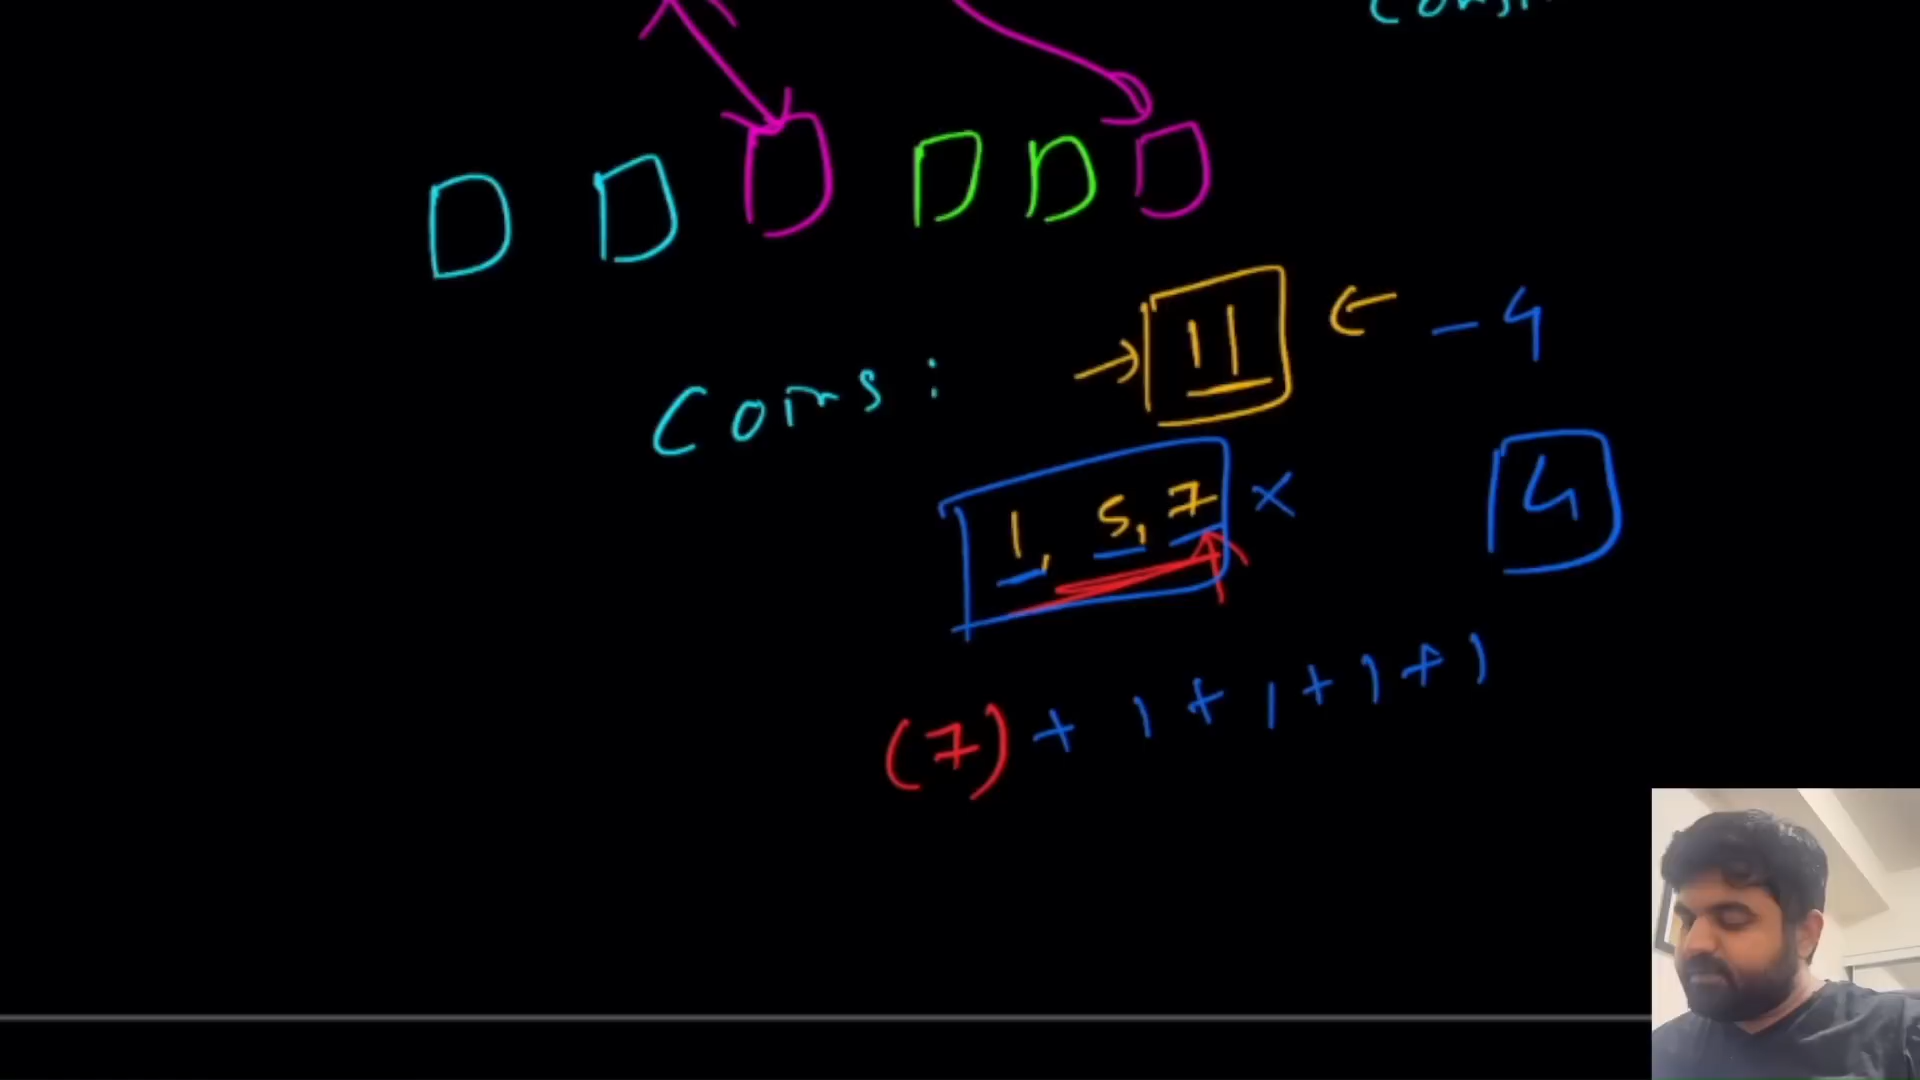 → 11 ← - 4
Coins:
1, 5, 7 x
4
(7) + 1 + 1 + 1 + 1